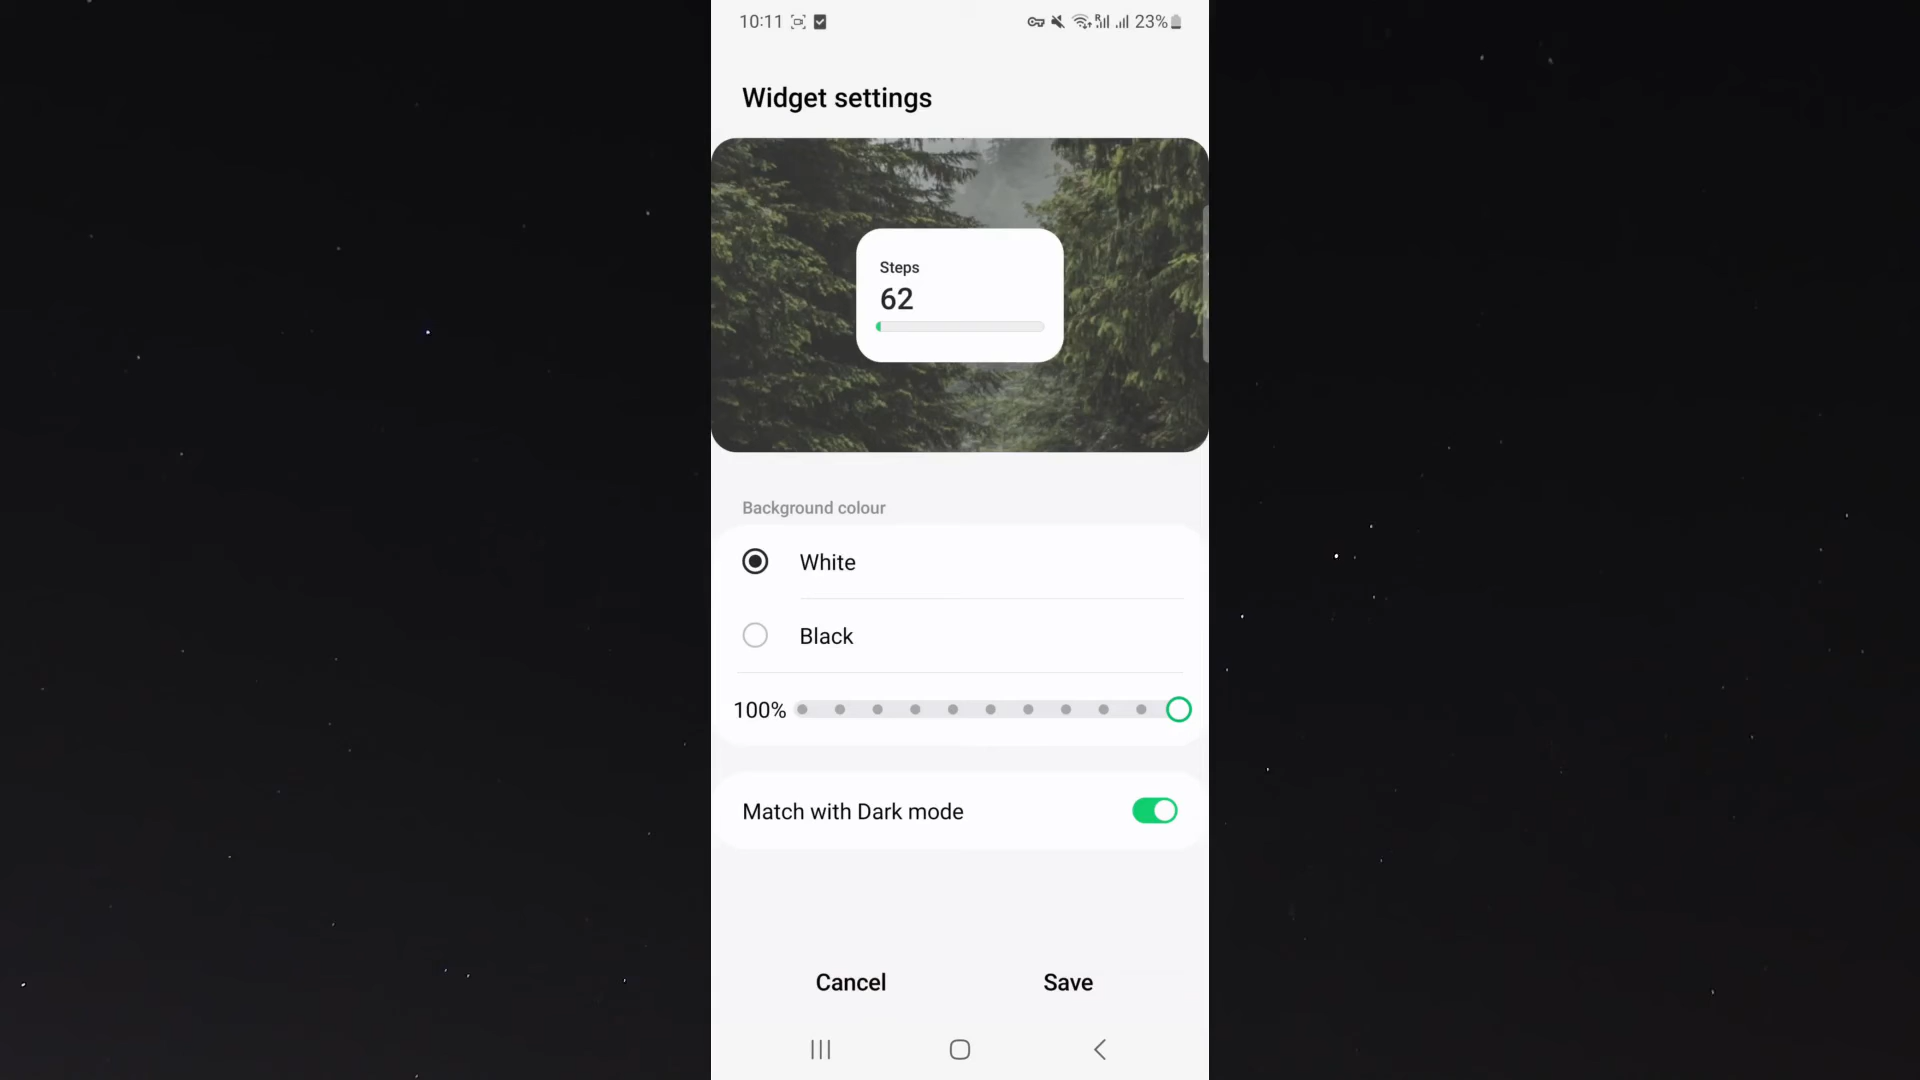 10:11 23%
Widget settings
Steps
62
Background colour
White
Black
100%
Match with Dark mode
Cancel Save